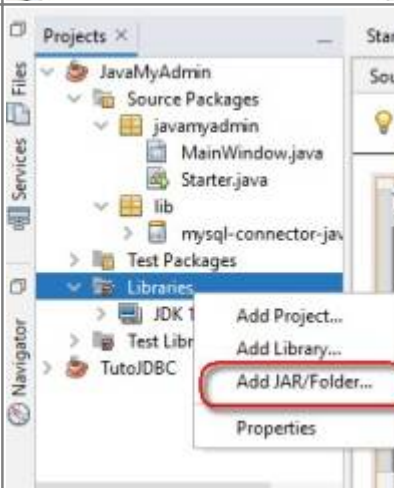 Projects ×
Star
Files
JavaMyAdmin
Sou
Source Packages
javamyadmin
MainWindow.java
Services
Starter.java
lib
mysql-connector-jav
Test Packages
Libraries
JDK 1
Add Project...
Test Libr
Add Library...
Navigator
TutoJDBC
Add JAR/Folder...
Properties